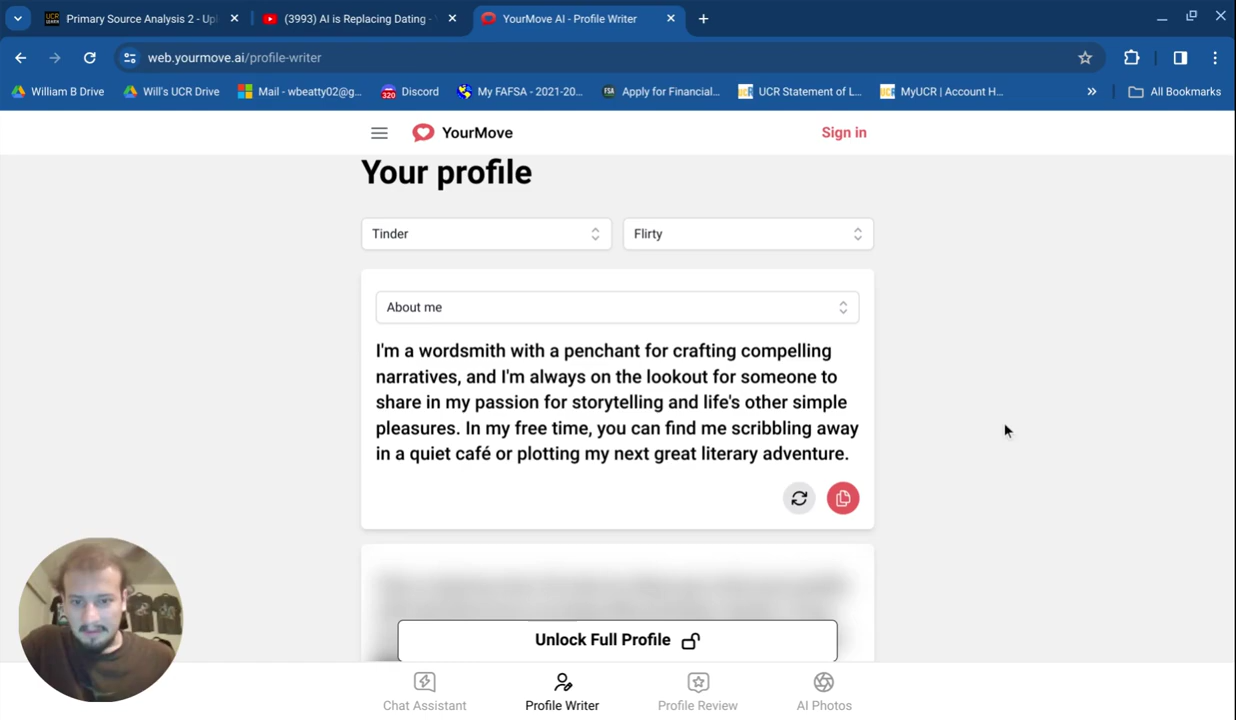 Primary Source Analysis 2 - Upl
(3993) AI is Replacing Dating -
YourMove AI - Profile Writer
web.yourmove.ai/profile-writer
William B Drive
Will's UCR Drive
Mail - wbeatty02@g...
320
Discord
My FAFSA - 2021-20...
FSA
Apply for Financial...
UCR
UCR Statement of L...
UCR
MyUCR | Account H...
»
All Bookmarks
YourMove
Sign in
Your profile
Tinder
Flirty
About me
I'm a wordsmith with a penchant for crafting compelling
narratives, and I'm always on the lookout for someone to
share in my passion for storytelling and life's other simple
pleasures. In my free time, you can find me scribbling away
in a quiet café or plotting my next great literary adventure.
Unlock Full Profile
Chat Assistant
Profile Writer
Profile Review
AI Photos